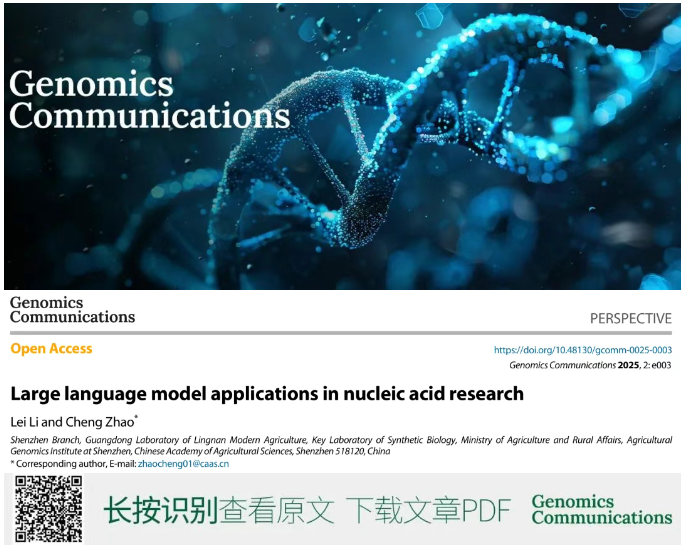 Genomics
Communications
Genomics
Communications
PERSPECTIVE
Open Access
https://doi.org/10.48130/gcomm-0025-0003
Genomics Communications 2025, 2: e003
Large language model applications in nucleic acid research
Lei Li and Cheng Zhao*
Shenzhen Branch, Guangdong Laboratory of Lingnan Modern Agriculture, Key Laboratory of Synthetic Biology, Ministry of Agriculture and Rural Affairs, Agricultural
Genomics Institute at Shenzhen, Chinese Academy of Agricultural Sciences, Shenzhen 518120, China
* Corresponding author, E-mail: zhaocheng01@caas.cn
长按识别查看原文 下载文章PDF
Genomics
Communications